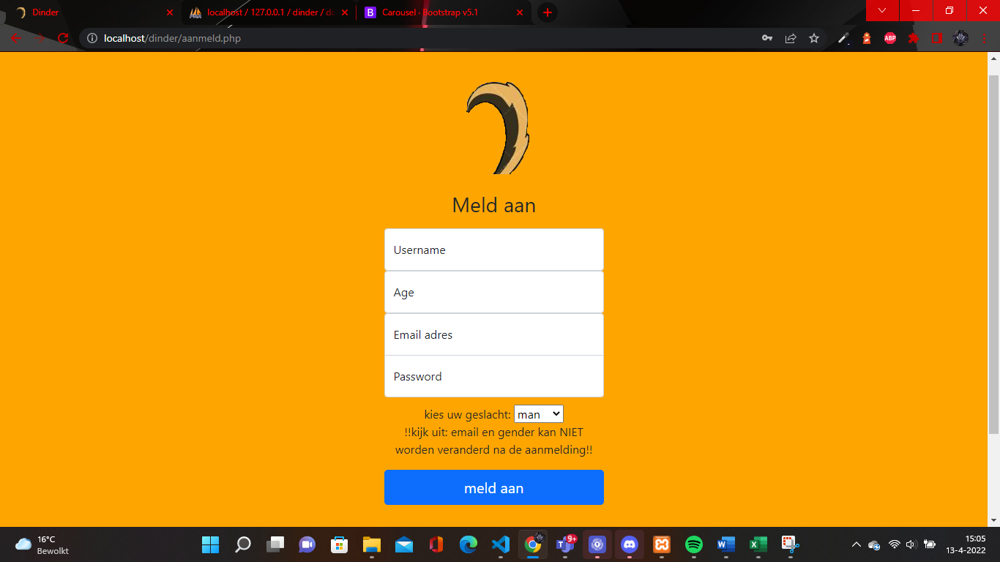 Dinder
localhost / 127.0.0.1 / dinder / de
Carousel · Bootstrap v5.1
localhost/dinder/aanmeld.php
ABP
Meld aan
Username
Age
Email adres
Password
kies uw geslacht: man
!!kijk uit: email en gender kan NIET
worden veranderd na de aanmelding!!
meld aan
16°C
Bewolkt
9+
15:05
13-4-2022